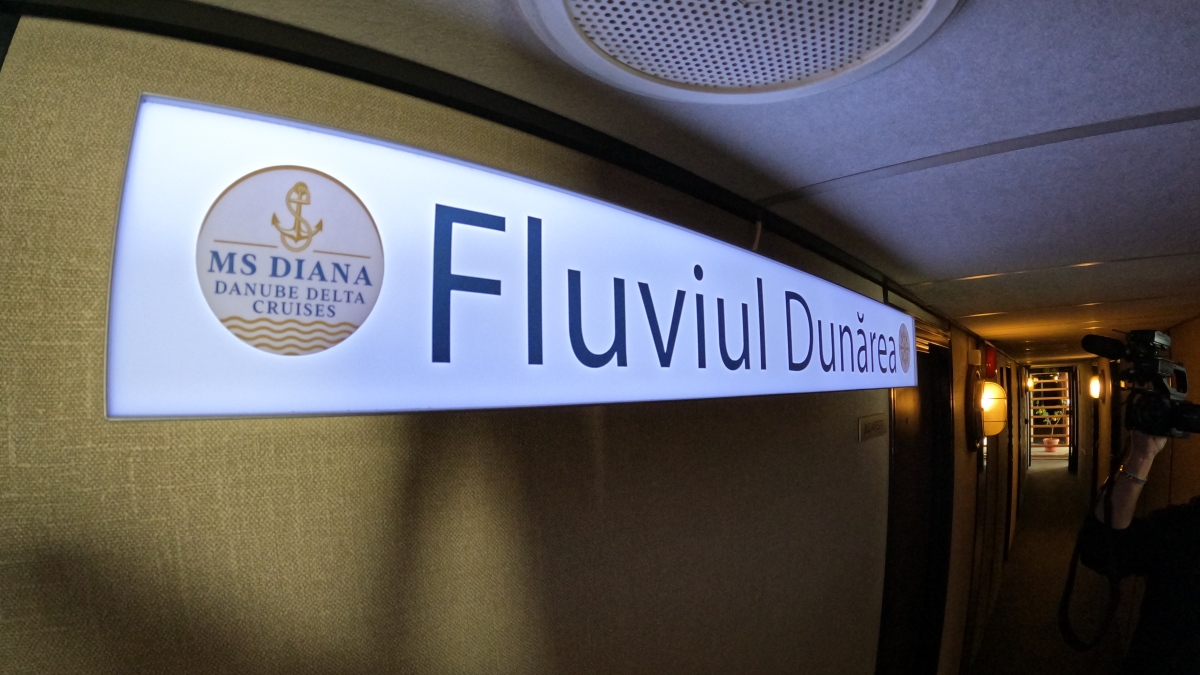 MS DIANA
DANUBE DELTA
CRUISES
Fluviul Dunărea